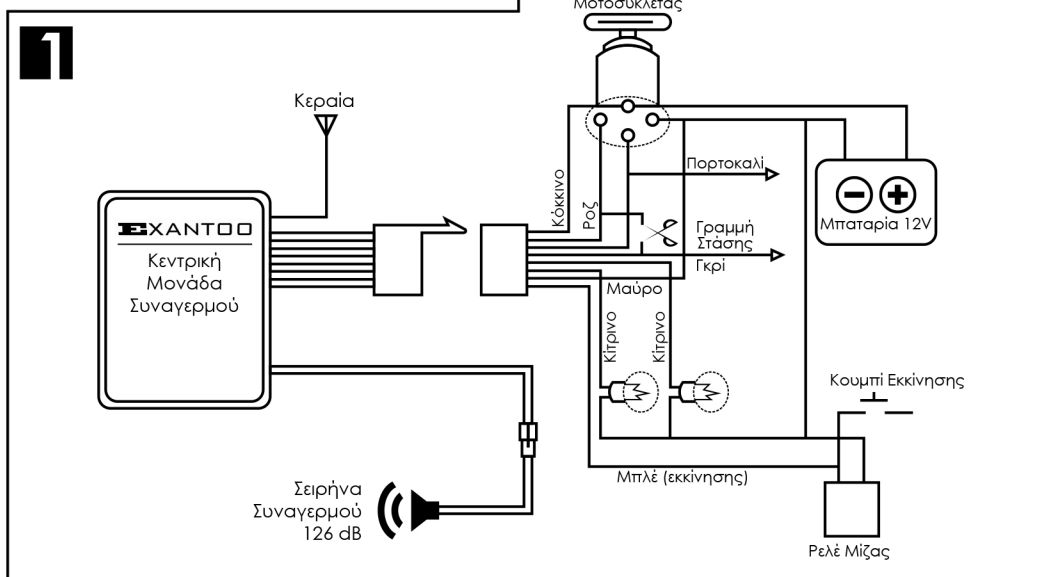 Μοτοσυκλέτας
1
Κεραία
EXANTOO
Κεντρική
Μονάδα
Συναγερμού
Κόκκινο
Ροζ
Πορτοκαλί
Γραμμή
Στάσης
Γκρί
Μαύρο
Κίτρινο
Κίτρινο
Μπαταρία 12V
Κουμπί Εκκίνησης
Μπλέ (εκκίνησης)
Ρελέ Μίζας
Σειρήνα
Συναγερμού
126 dB